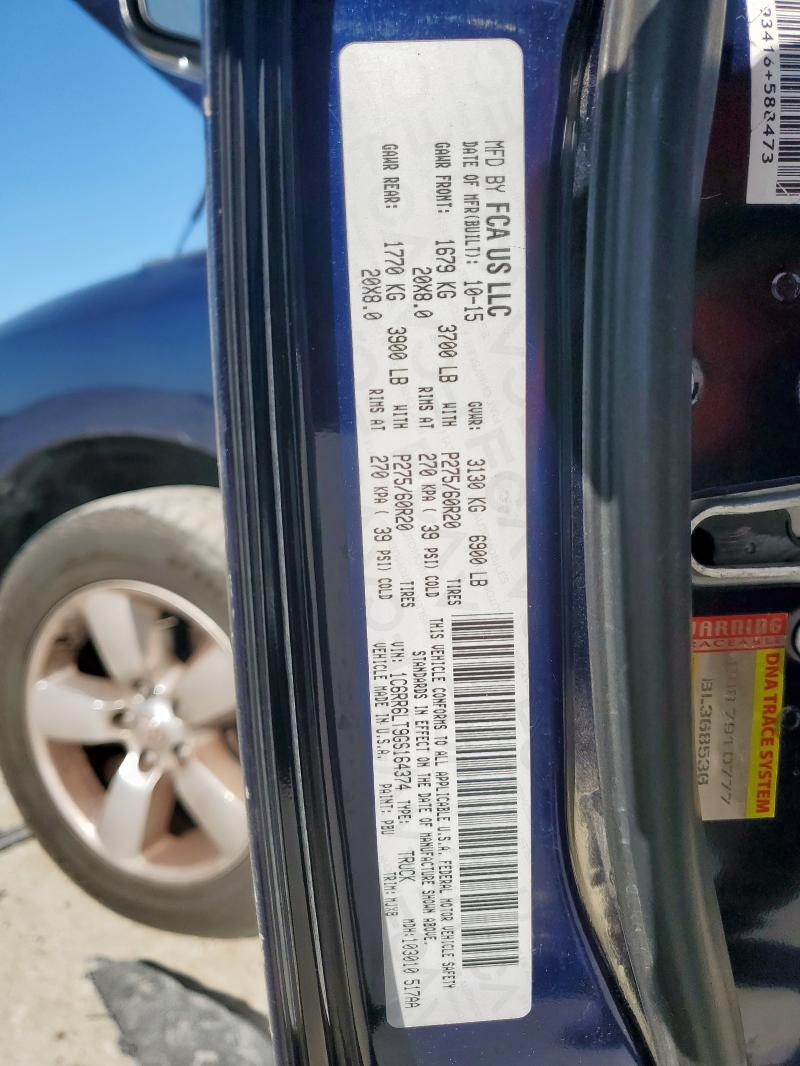 MFD BY FCA US LLC
DATE OF MFR(BUILT): 10-15 GVWR: 3130 KG 6900 LB
GAWR FRONT: 1679 KG 3700 LB WITH P275/60R20 TIRES
20X8.0 RIMS AT 270 KPA ( 39 PSI) COLD
GAWR REAR: 1770 KG 3900 LB WITH P275/60R20 TIRES
20X8.0 RIMS AT 270 KPA ( 39 PSI) COLD
THIS VEHICLE CONFORMS TO ALL APPLICABLE U.S.A. FEDERAL MOTOR VEHICLE SAFETY
STANDARDS IN EFFECT ON THE DATE OF MANUFACTURE SHOWN ABOVE.
VIN: 1C6RR6LT9GS164374 TYPE: TRUCK MDH:103010 517AA
VEHICLE MADE IN U.S.A. PAINT: PBU TRIM: MJX8
WARNING
DNA TRACE SYSTEM
BL368536